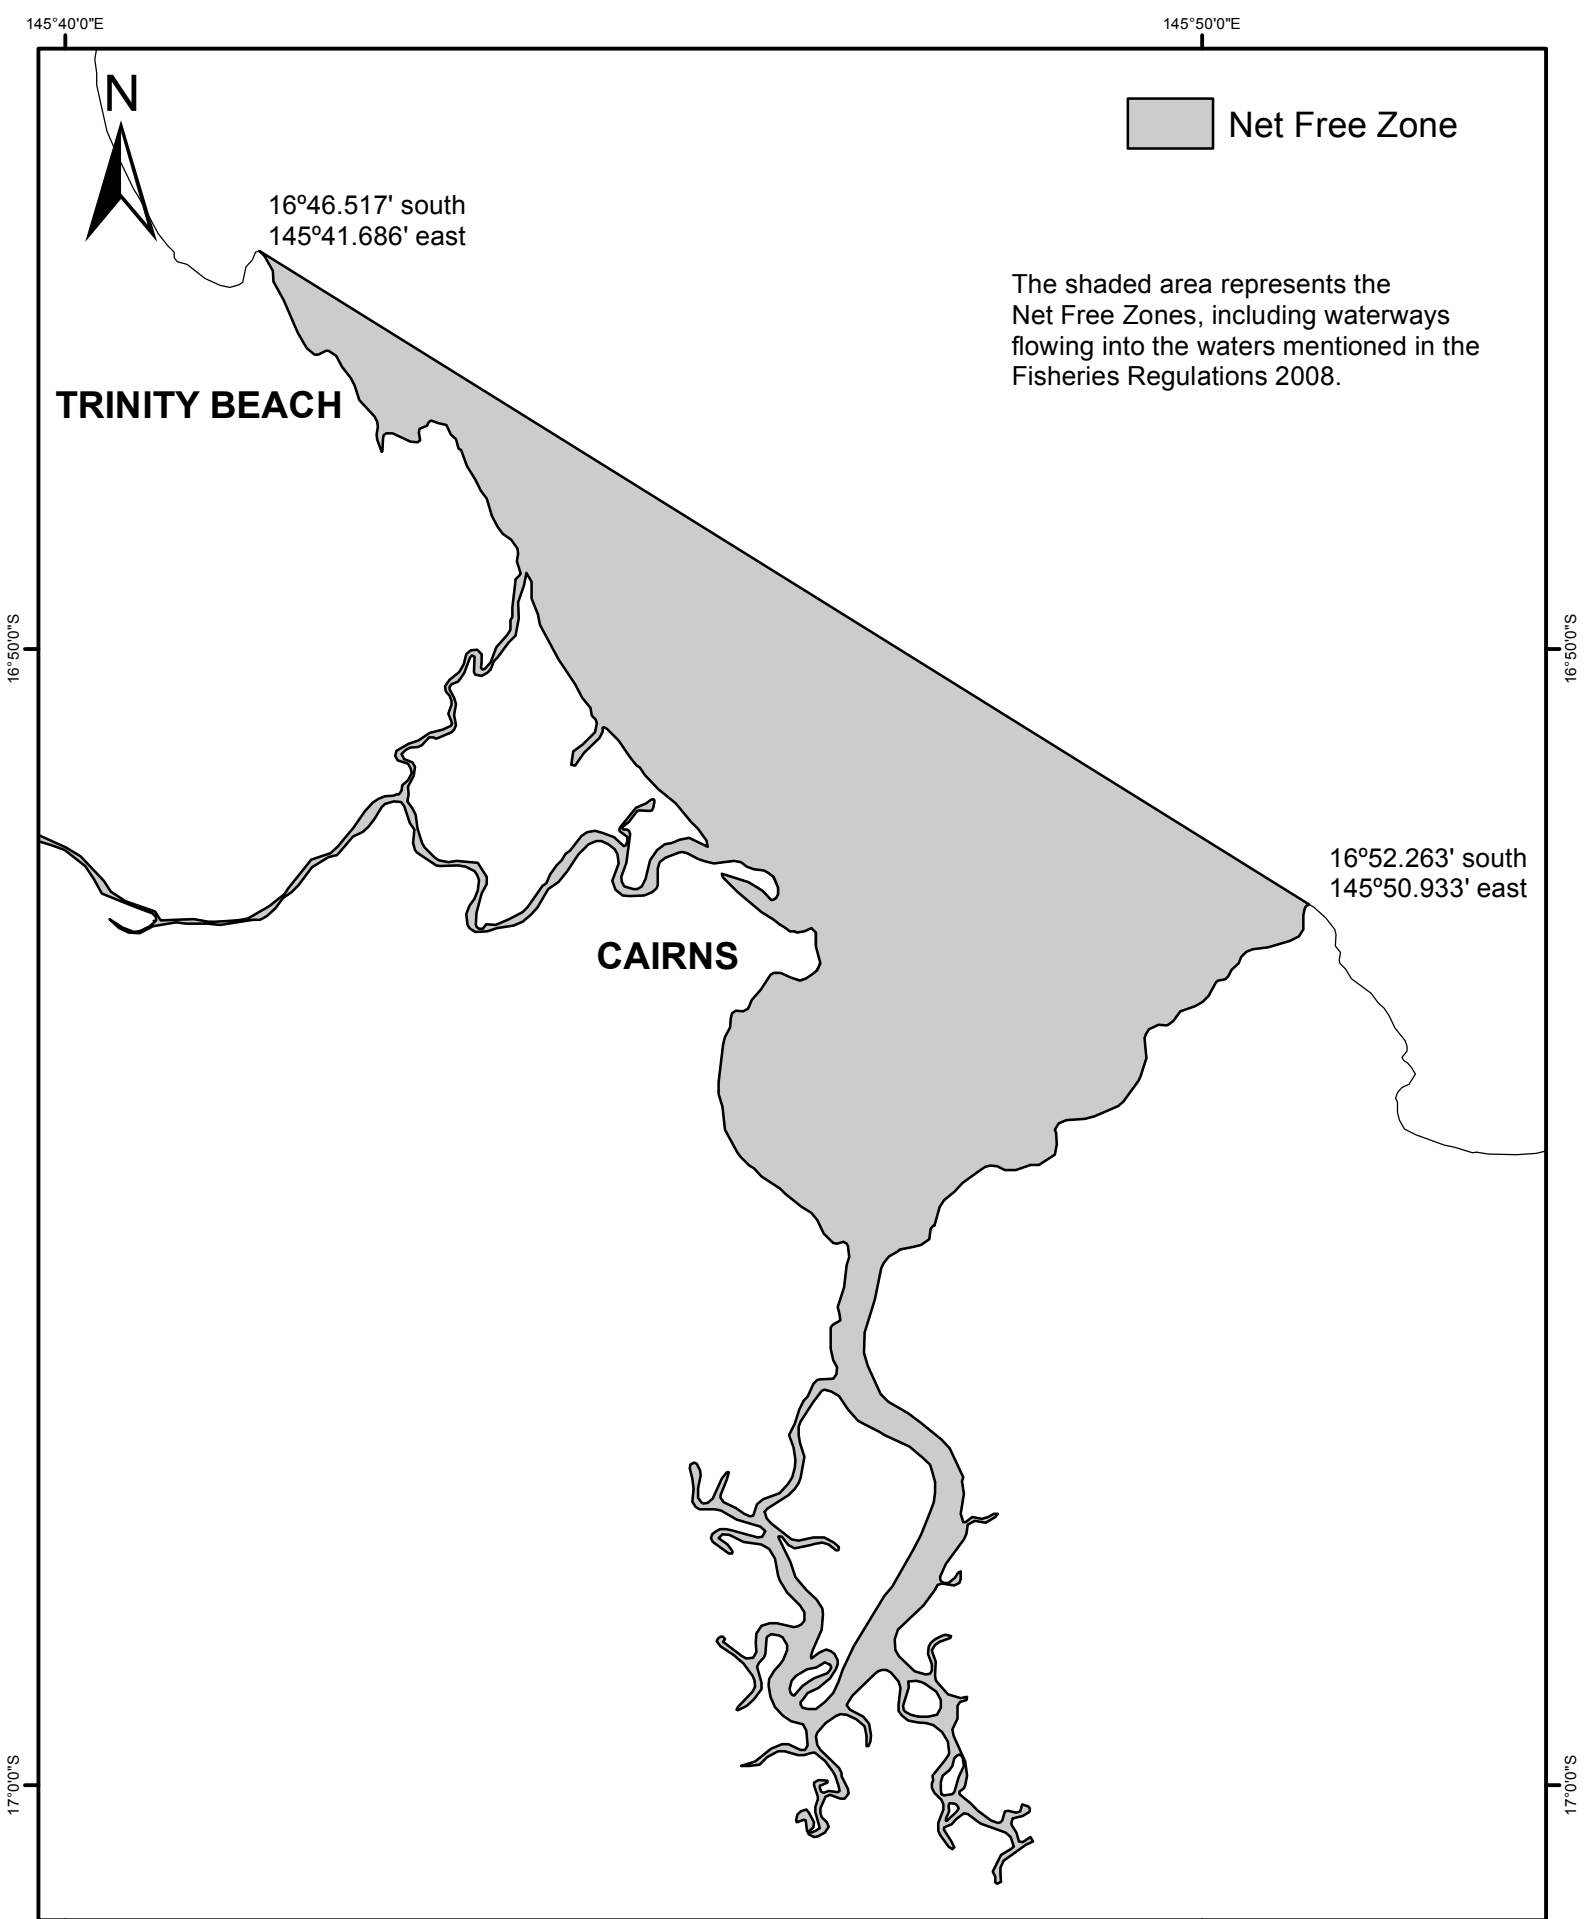 145°40'0"E
145°50'0"E
N
Net Free Zone
16º46.517' south
145º41.686' east
The shaded area represents the
Net Free Zones, including waterways
flowing into the waters mentioned in the
Fisheries Regulations 2008.
TRINITY BEACH
16°50'0"S
16°50'0"S
16º52.263' south
145º50.933' east
CAIRNS
17°0'0"S
17°0'0"S